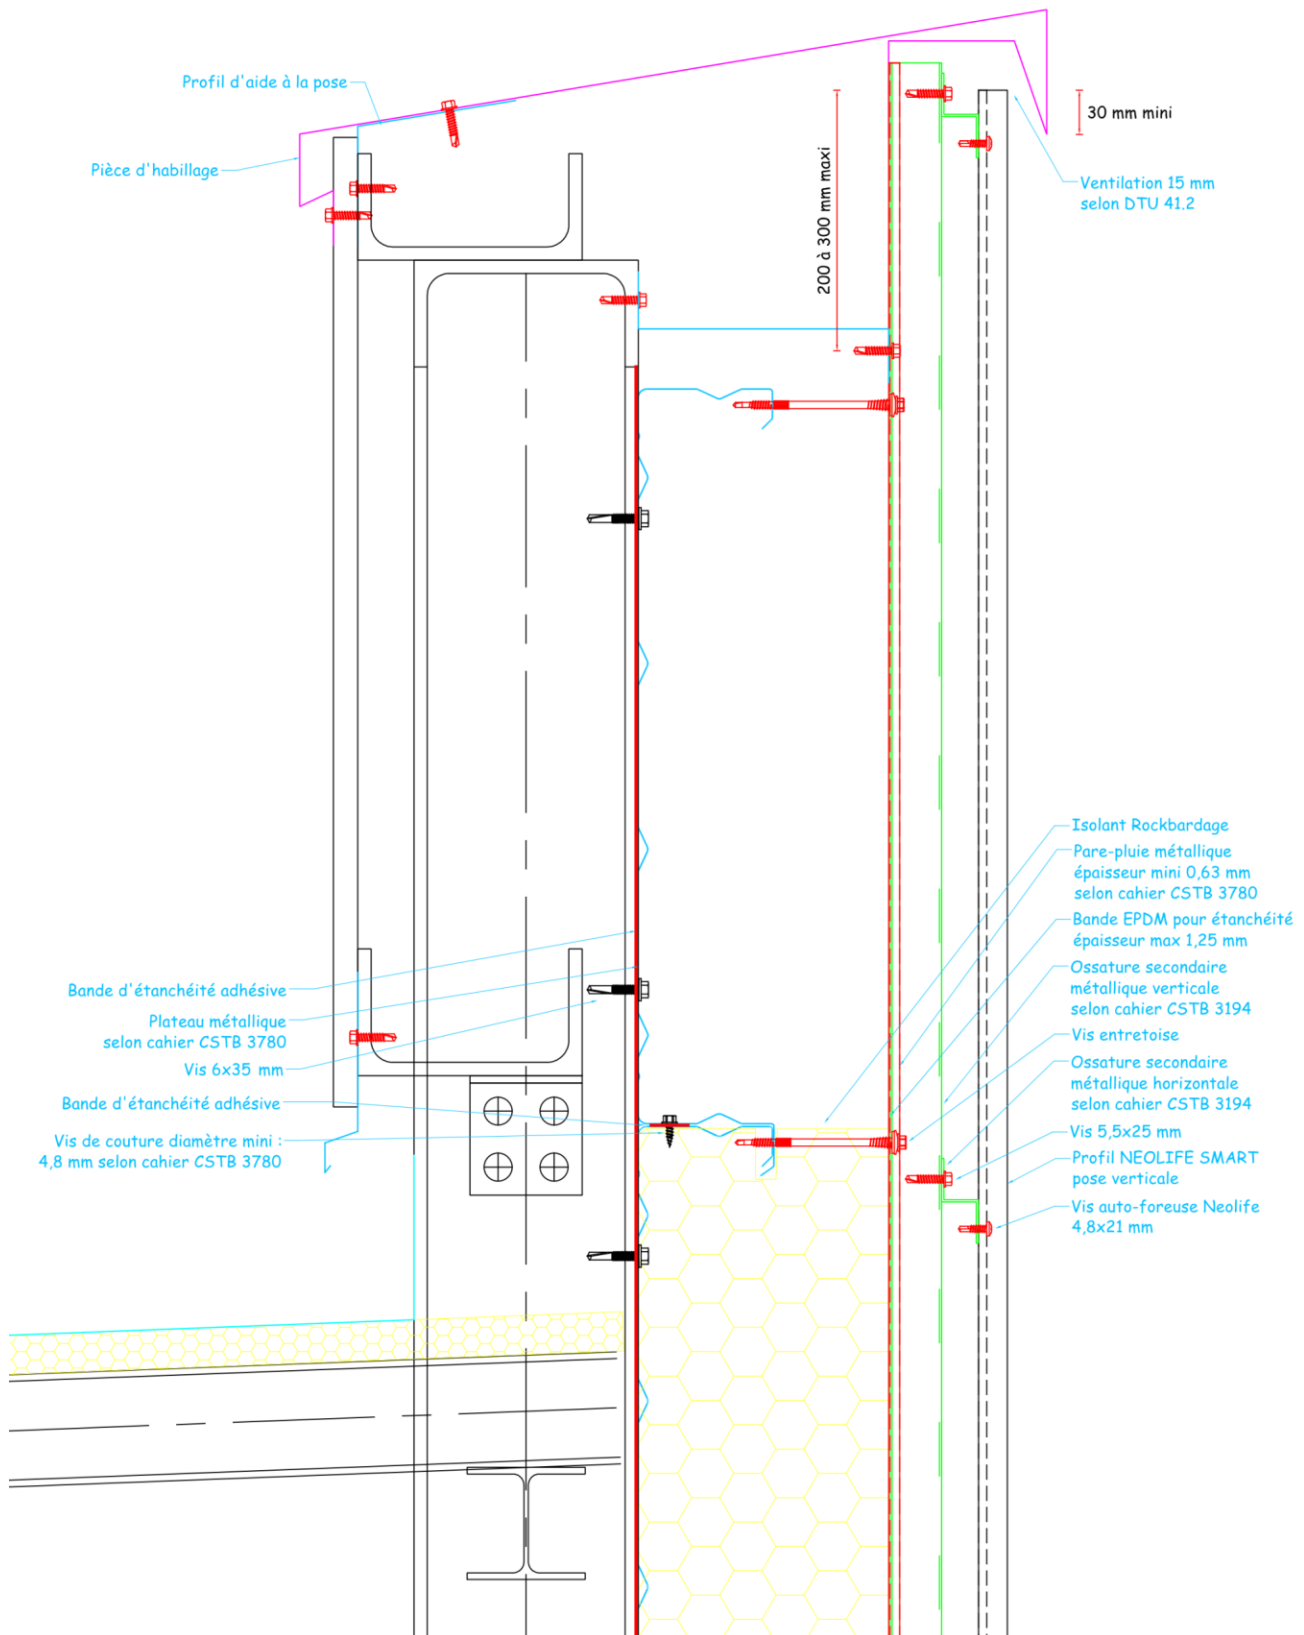 Profil d'aide à la pose
Pièce d'habillage
30 mm mini
200 à 300 mm maxi
Ventilation 15 mm
selon DTU 41.2
Isolant Rockbardage
Pare-pluie métallique
épaisseur mini 0,63 mm
selon cahier CSTB 3780
Bande EPDM pour étanchéité
épaisseur max 1,25 mm
Ossature secondaire
métallique verticale
selon cahier CSTB 3194
Vis entretoise
Ossature secondaire
métallique horizontale
selon cahier CSTB 3194
Vis 5,5x25 mm
Profil NEOLIFE SMART
pose verticale
Vis auto-foreuse Neolife
4,8x21 mm
Bande d'étanchéité adhésive
Plateau métallique
selon cahier CSTB 3780
Vis 6x35 mm
Bande d'étanchéité adhésive
Vis de couture diamètre mini :
4,8 mm selon cahier CSTB 3780